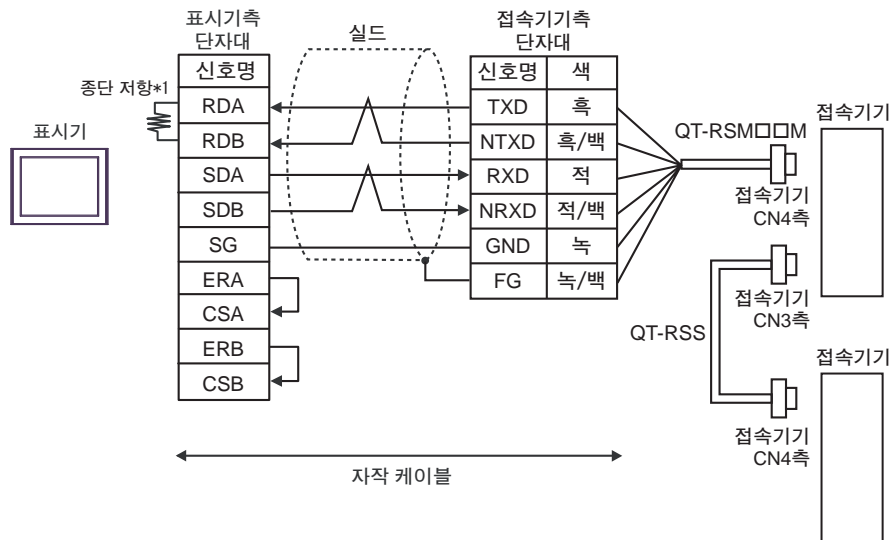 표시기측
단자대
실드
접속기기측
단자대
신호명
신호명 색
종단 저항*1
RDA
TXD 흑
RDB
NTXD 흑/백
SDA
RXD 적
SDB
NRXD 적/백
SG
GND 녹
ERA
FG 녹/백
CSA
ERB
CSB
표시기
QT-RSM□□M
접속기기
접속기기
CN4측
접속기기
CN3측
QT-RSS
접속기기
접속기기
CN4측
자작 케이블